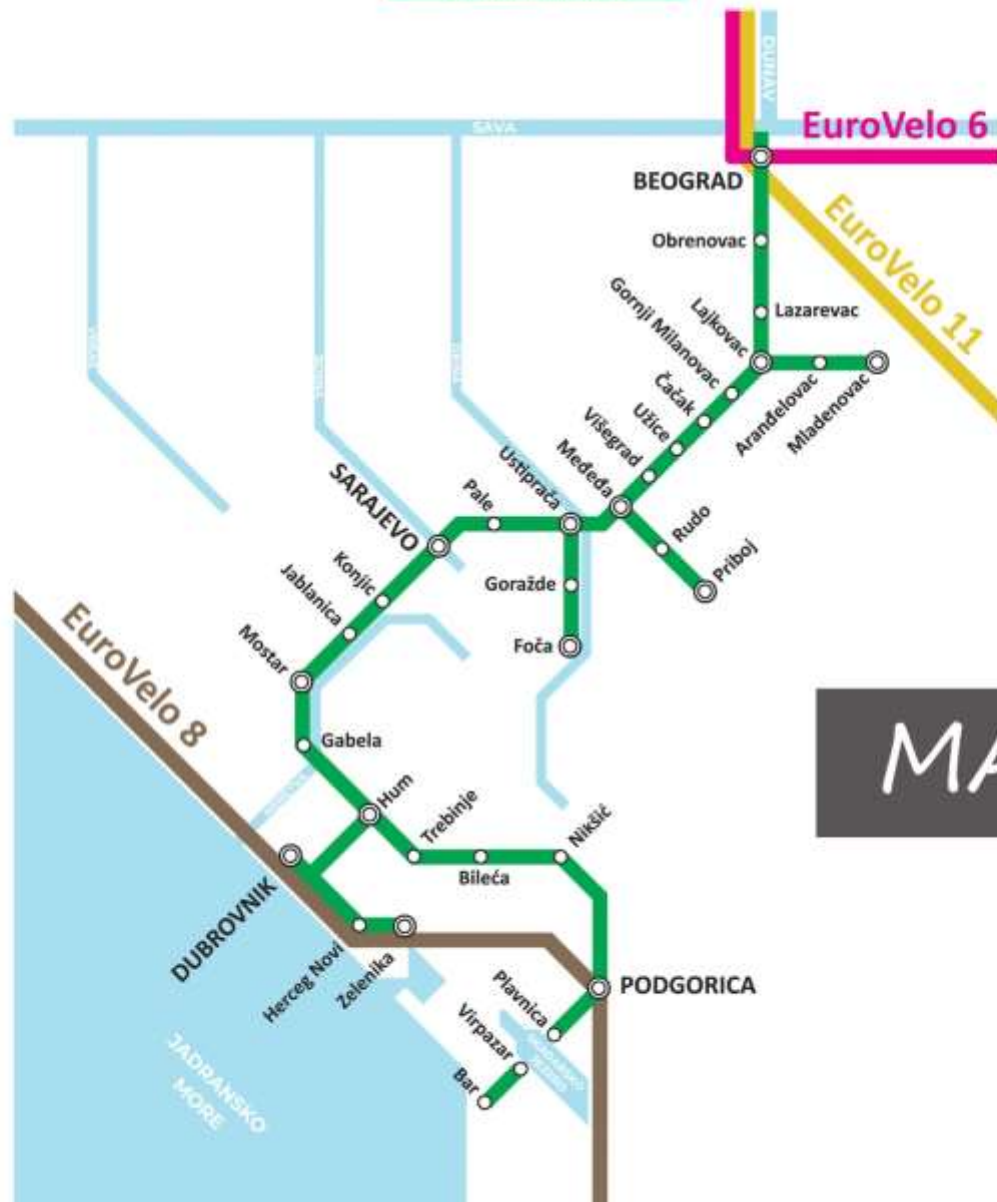 DUNAV
SAVA
EuroVelo 6
BEOGRAD
EuroVelo 11
Obrenovac
Lazarevac
Lajkovac
Gornji Milanovac
Čačak
Užice
Višegrad
Međeđa
Aranđelovac
Mladenovac
Ustiprača
Pale
SARAJEVO
Rudo
Priboj
Konjic
Jablanica
Goražde
Foča
Mostar
EuroVelo 8
Gabela
Hum
Trebinje
Bileća
Nikšić
MA
DUBROVNIK
Herceg Novi
Zelenika
PODGORICA
Plavnica
Virpazar
Bar
JADRANSKO
MORE